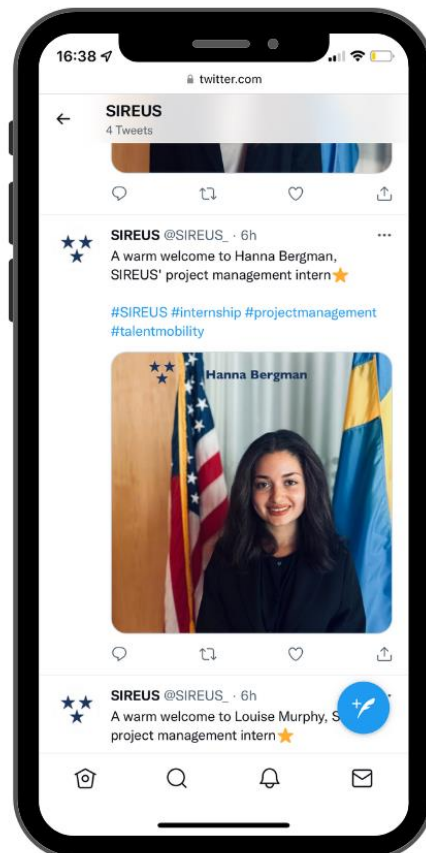 16:38
twitter.com
SIREUS
4 Tweets
SIREUS @SIREUS_ · 6h
A warm welcome to Hanna Bergman,
SIREUS' project management intern⭐
#SIREUS #internship #projectmanagement
#talentmobility
Hanna Bergman
SIREUS @SIREUS_ · 6h
A warm welcome to Louise Murphy, S
project management intern⭐